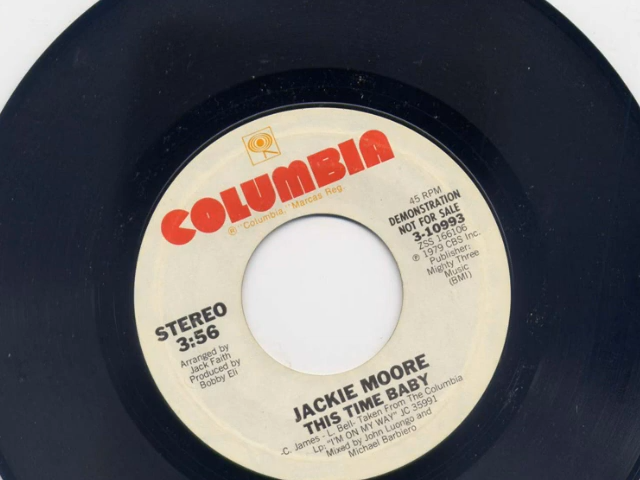 COLUMBIA
® "Columbia," Marcas Reg.
45 RPM
DEMONSTRATION
NOT FOR SALE
3-10993
ZSS 166106
℗ 1979 CBS Inc.
Publisher:
Mighty Three
Music
(BMI)
STEREO
3:56
Arranged by
Jack Faith
Produced by
Bobby Eli
JACKIE MOORE
THIS TIME BABY
-C. James - L. Bell- Taken From The Columbia
Lp: "I'M ON MY WAY" JC 35991
Mixed by John Luongo and
Michael Barbiero